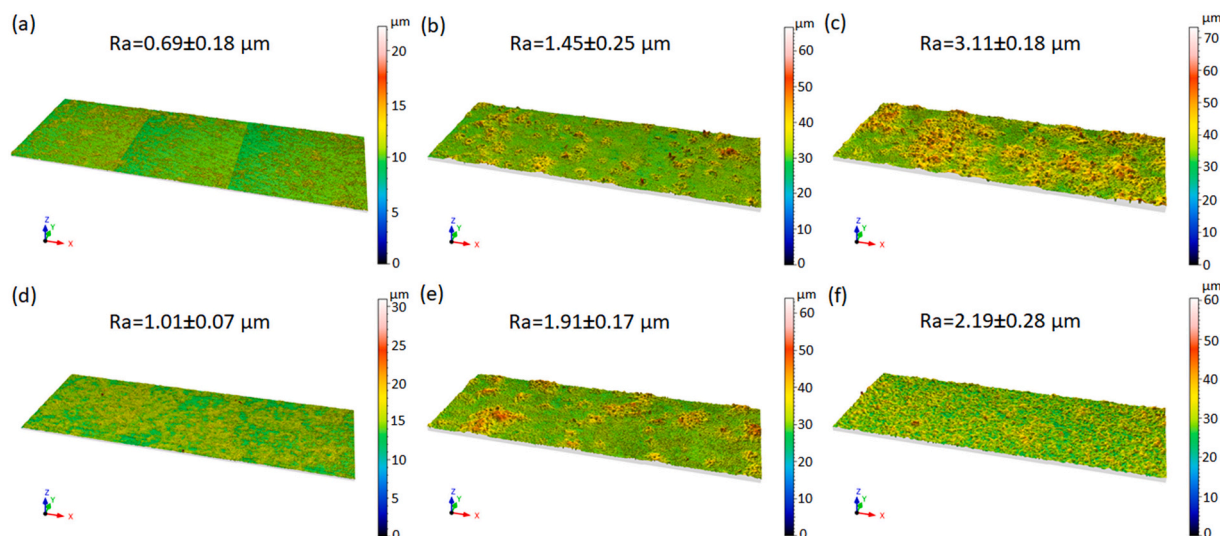 (a)
Ra=0.69±0.18 µm
µm
20
15
10
5
0
Z
Y
X
(b)
Ra=1.45±0.25 µm
µm
60
50
40
30
20
10
0
Z
Y
X
(c)
Ra=3.11±0.18 µm
µm
70
60
50
40
30
20
10
0
Z
Y
X
(d)
Ra=1.01±0.07 µm
µm
30
25
20
15
10
5
0
Z
Y
X
(e)
Ra=1.91±0.17 µm
µm
60
50
40
30
20
10
0
Z
Y
X
(f)
Ra=2.19±0.28 µm
µm
60
50
40
30
20
10
0
Z
Y
X